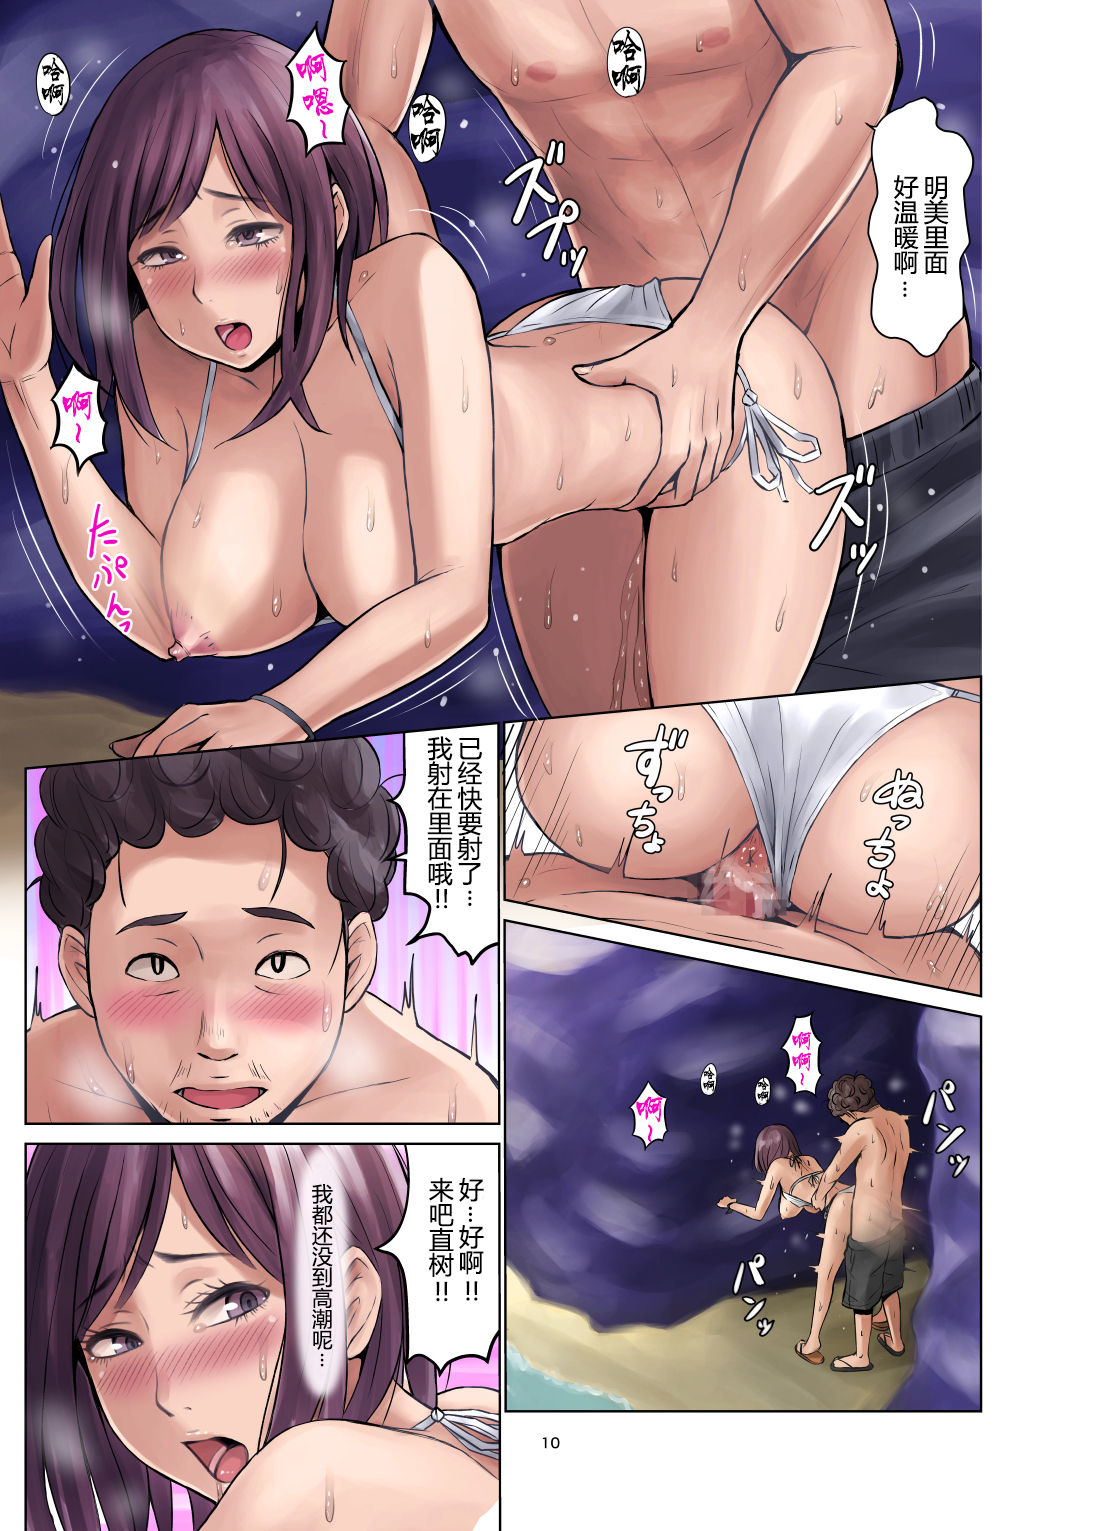 明美里面
好温暖啊…
哈啊
啊嗯~
哈啊
哈啊
啊~
ズプッ
ズッ
たぷんっ
ずっちょ
ねっちょ
已经快要射了…
我射在里面哦!!
啊啊~
哈啊
哈啊
啊~
パンッ
パンッ
好…好啊!!
来吧直树!!
我都还没到高潮呢…
10